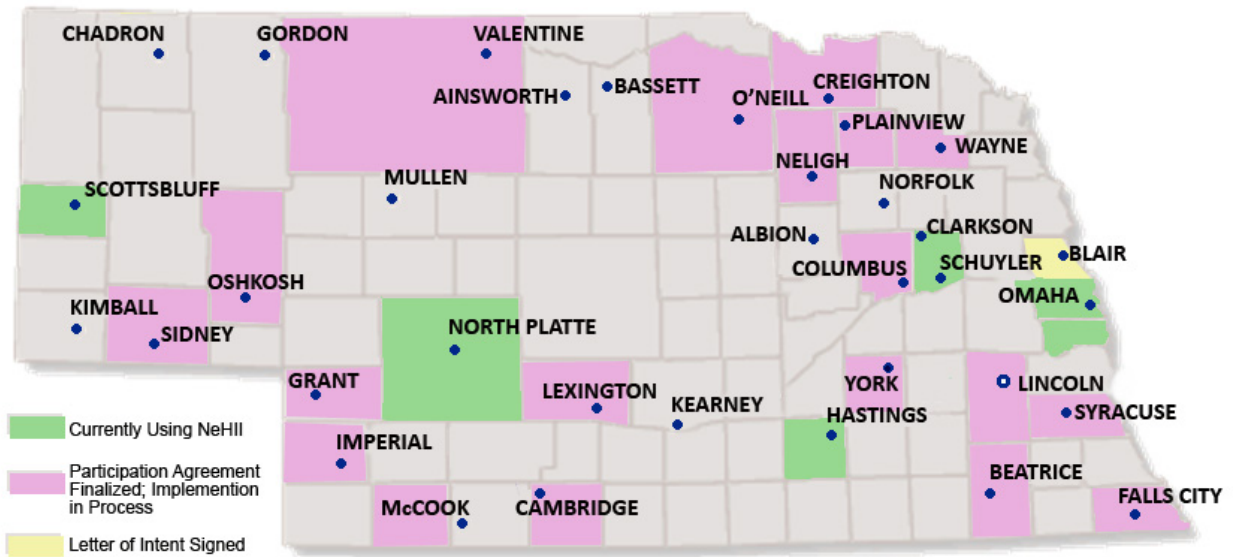 CHADRON
GORDON
VALENTINE
AINSWORTH
BASSETT
O'NEILL
CREIGHTON
PLAINVIEW
WAYNE
NELIGH
SCOTTSBLUFF
MULLEN
NORFOLK
ALBION
CLARKSON
COLUMBUS
SCHUYLER
BLAIR
OSHKOSH
OMAHA
KIMBALL
SIDNEY
NORTH PLATTE
GRANT
LEXINGTON
KEARNEY
YORK
LINCOLN
HASTINGS
SYRACUSE
IMPERIAL
BEATRICE
McCOOK
CAMBRIDGE
FALLS CITY
Currently Using NeHII
Participation Agreement
Finalized; Implemention
in Process
Letter of Intent Signed